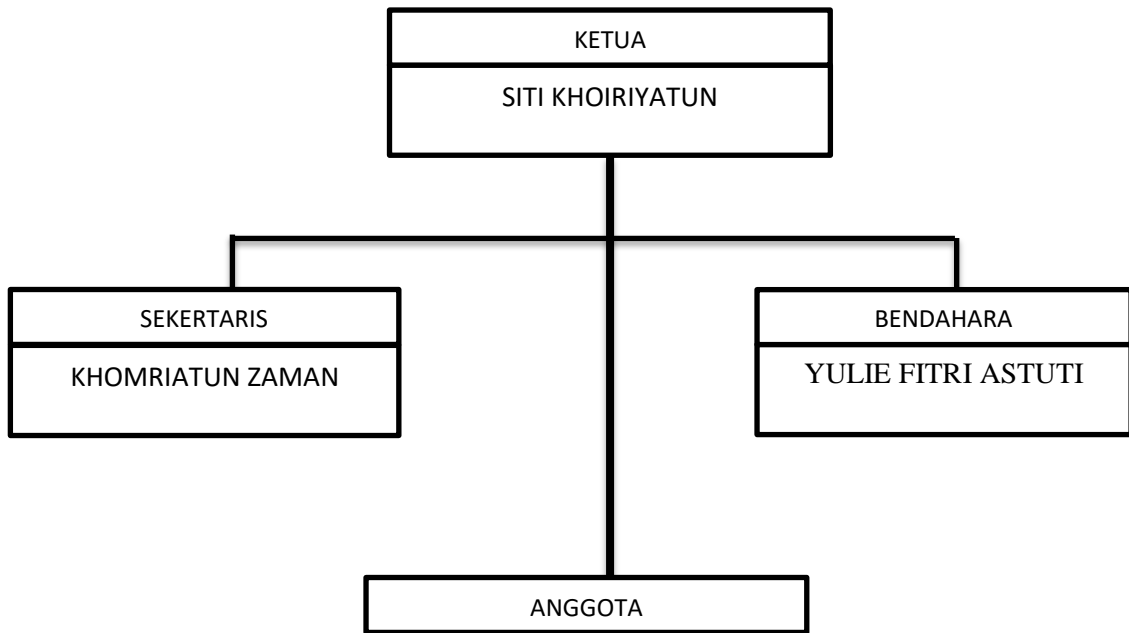 KETUA
SITI KHOIRIYATUN
SEKERTARIS
KHOMRIATUN ZAMAN
BENDAHARA
YULIE FITRI ASTUTI
ANGGOTA